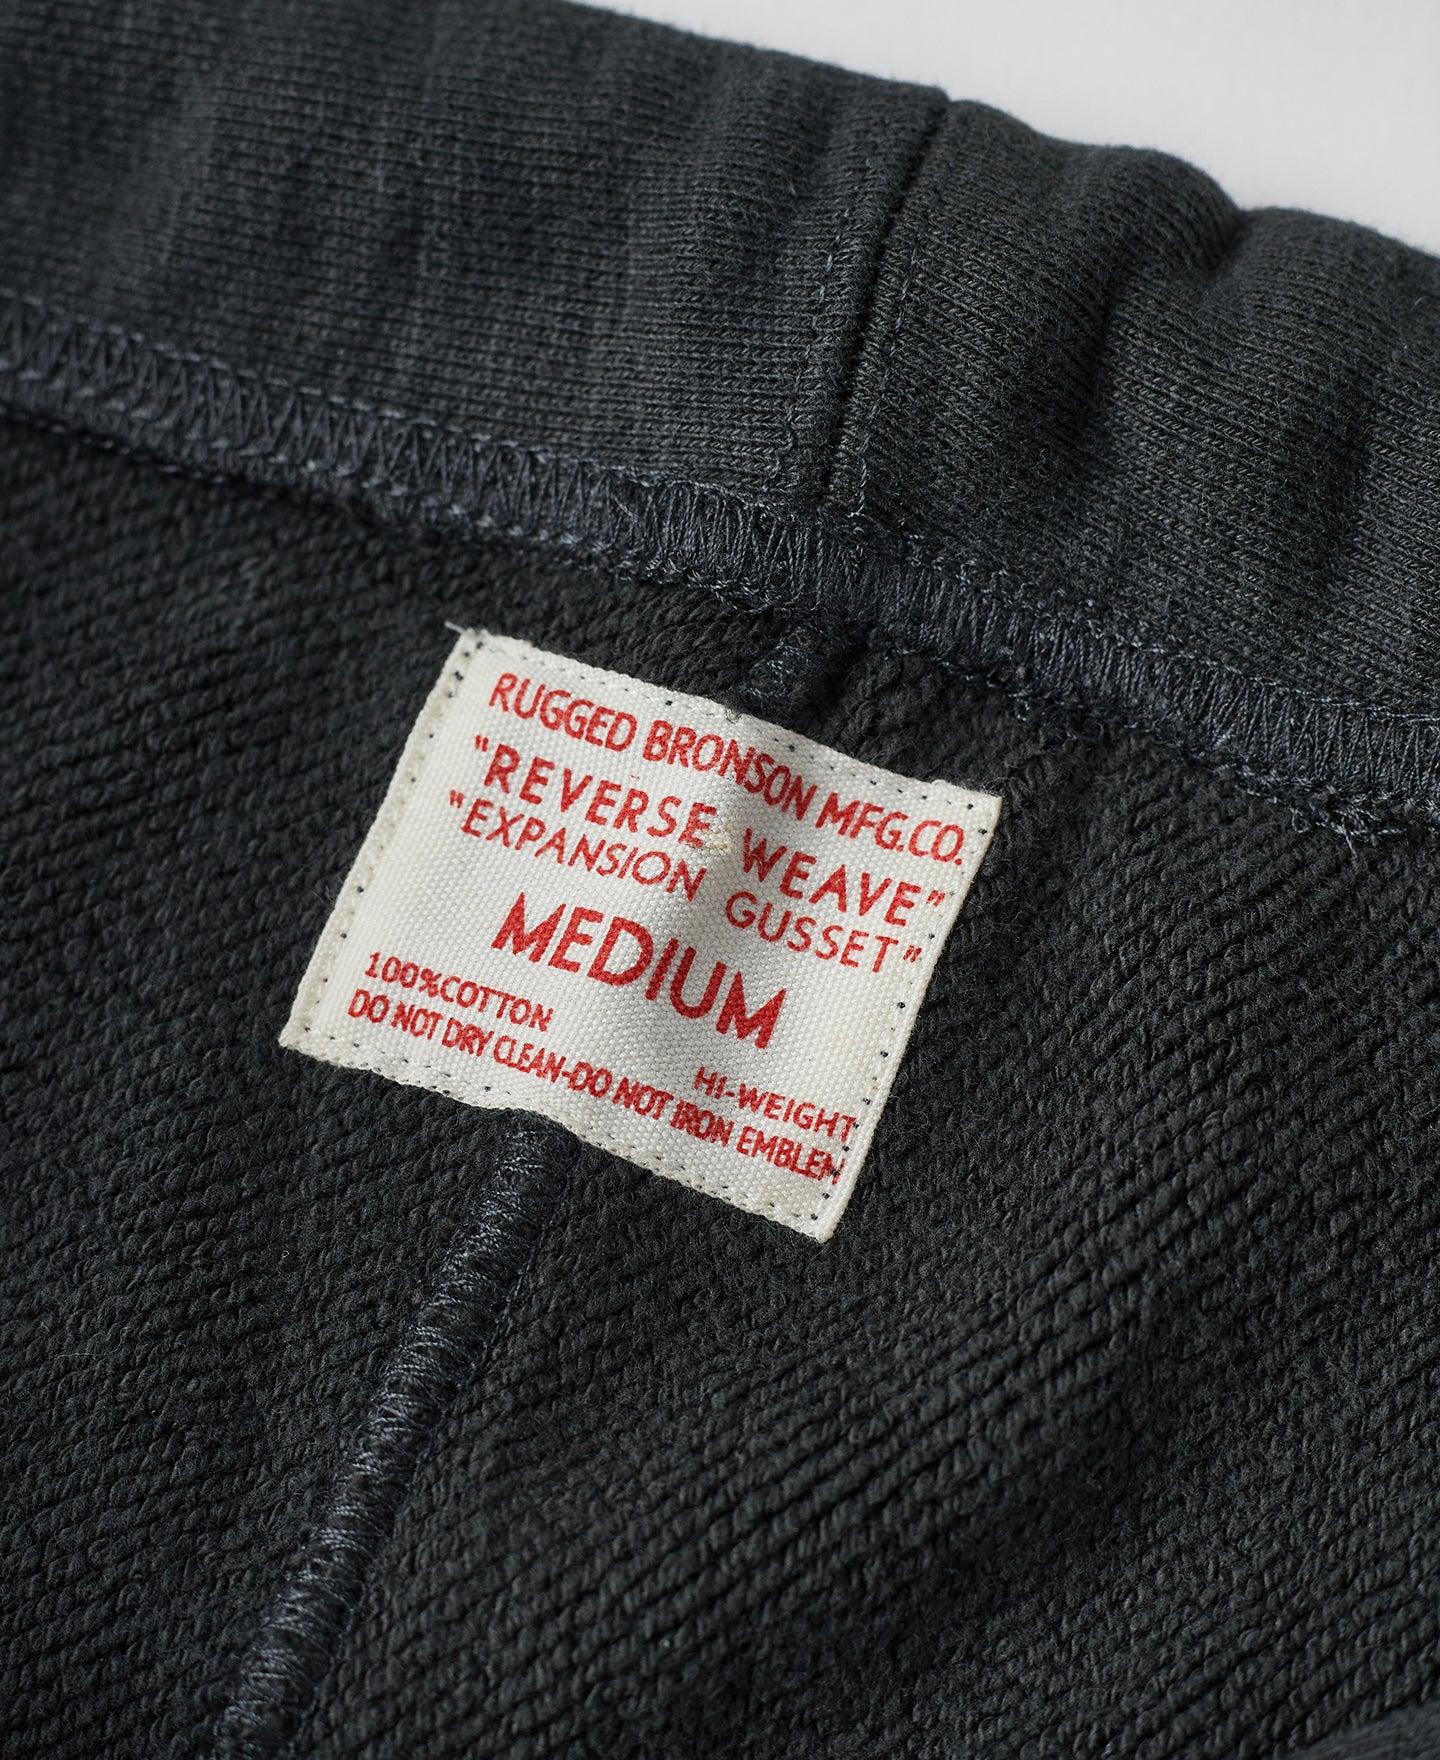 RUGGED BRONSON MFG.CO.
"REVERSE WEAVE"
"EXPANSION GUSSET"
MEDIUM
100%COTTON
HI-WEIGHT
DO NOT DRY CLEAN-DO NOT IRON EMBLEM